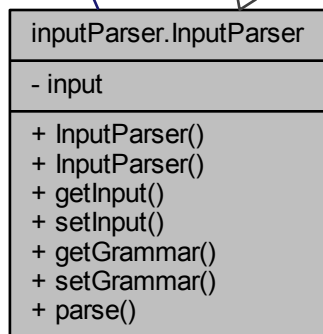 inputParser.InputParser
- input
+ InputParser()
+ InputParser()
+ getInput()
+ setInput()
+ getGrammar()
+ setGrammar()
+ parse()